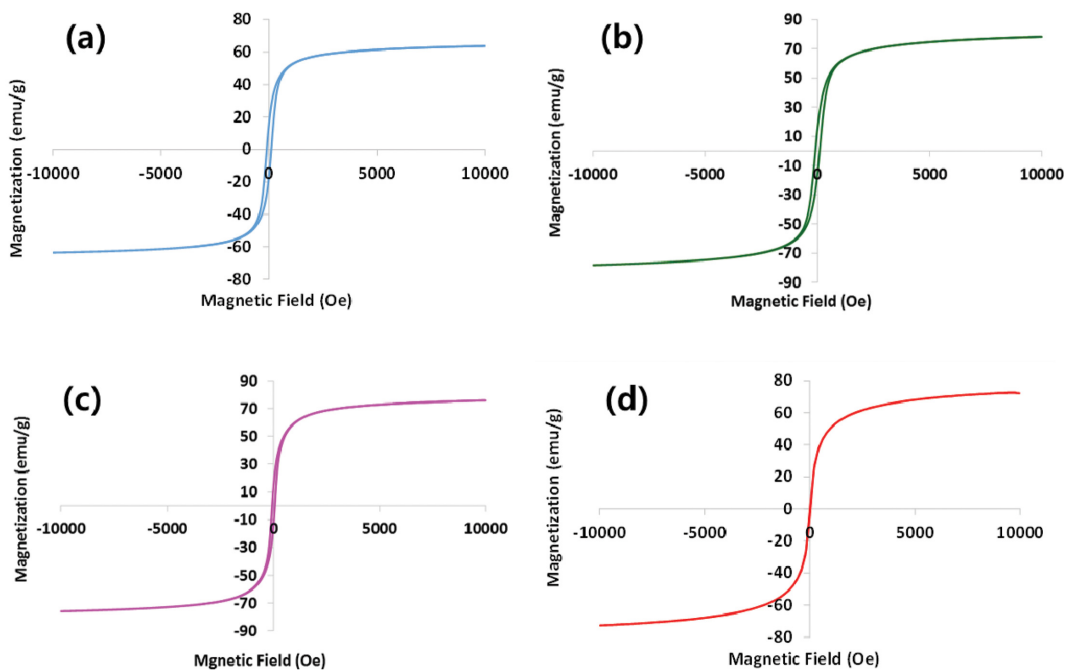 (a)
Magnetization (emu/g)
80
60
40
20
0
-20
-40
-60
-80
-10000 -5000 0 5000 10000
Magnetic Field (Oe)
(b)
Magnetization (emu/g)
90
70
50
30
10
-10
-30
-50
-70
-90
-10000 -5000 0 5000 10000
Magnetic Field (Oe)
(c)
Magnetization (emu/g)
90
70
50
30
10
-10
-30
-50
-70
-90
-10000 -5000 0 5000 10000
Mgnetic Field (Oe)
(d)
Magnetization (emu/g)
80
60
40
20
0
-20
-40
-60
-80
-10000 -5000 0 5000 10000
Magnetic Field (Oe)